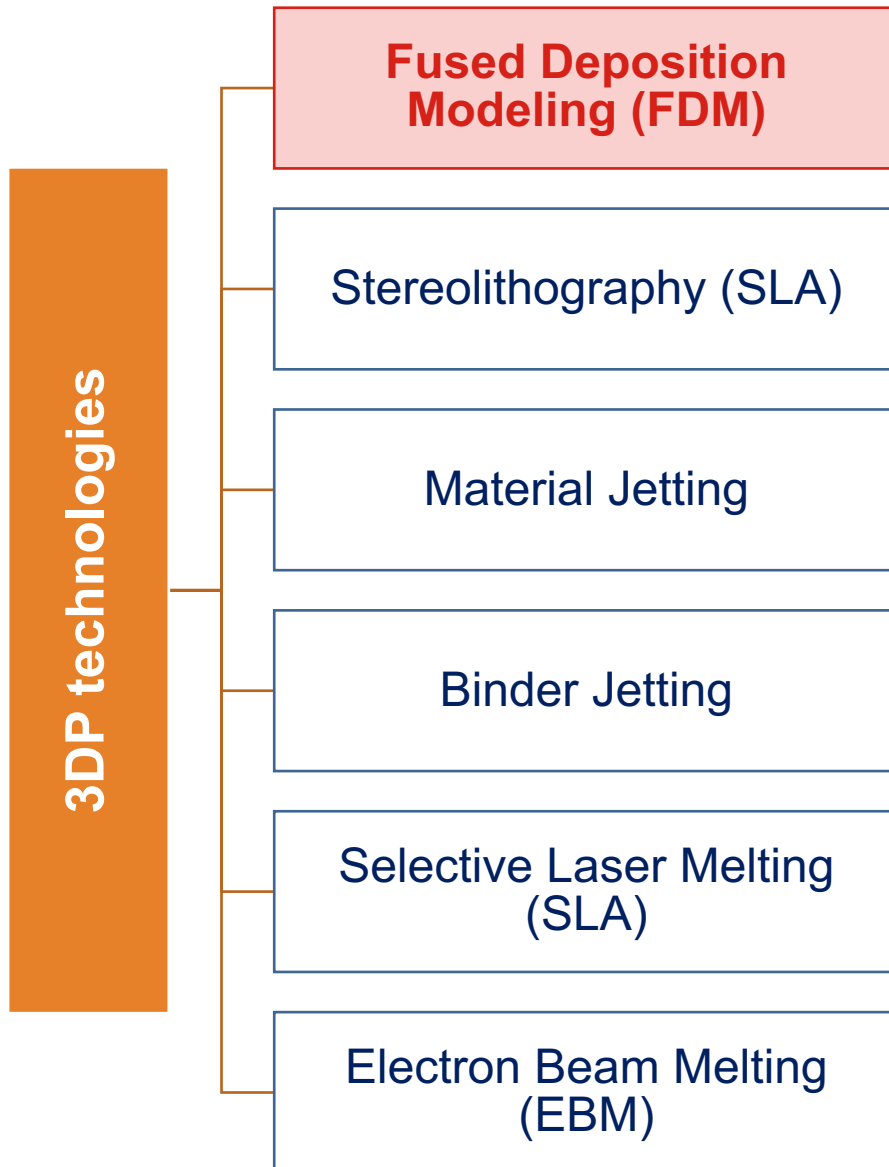 3DP technologies
Fused Deposition
Modeling (FDM)
Stereolithography (SLA)
Material Jetting
Binder Jetting
Selective Laser Melting
(SLA)
Electron Beam Melting
(EBM)